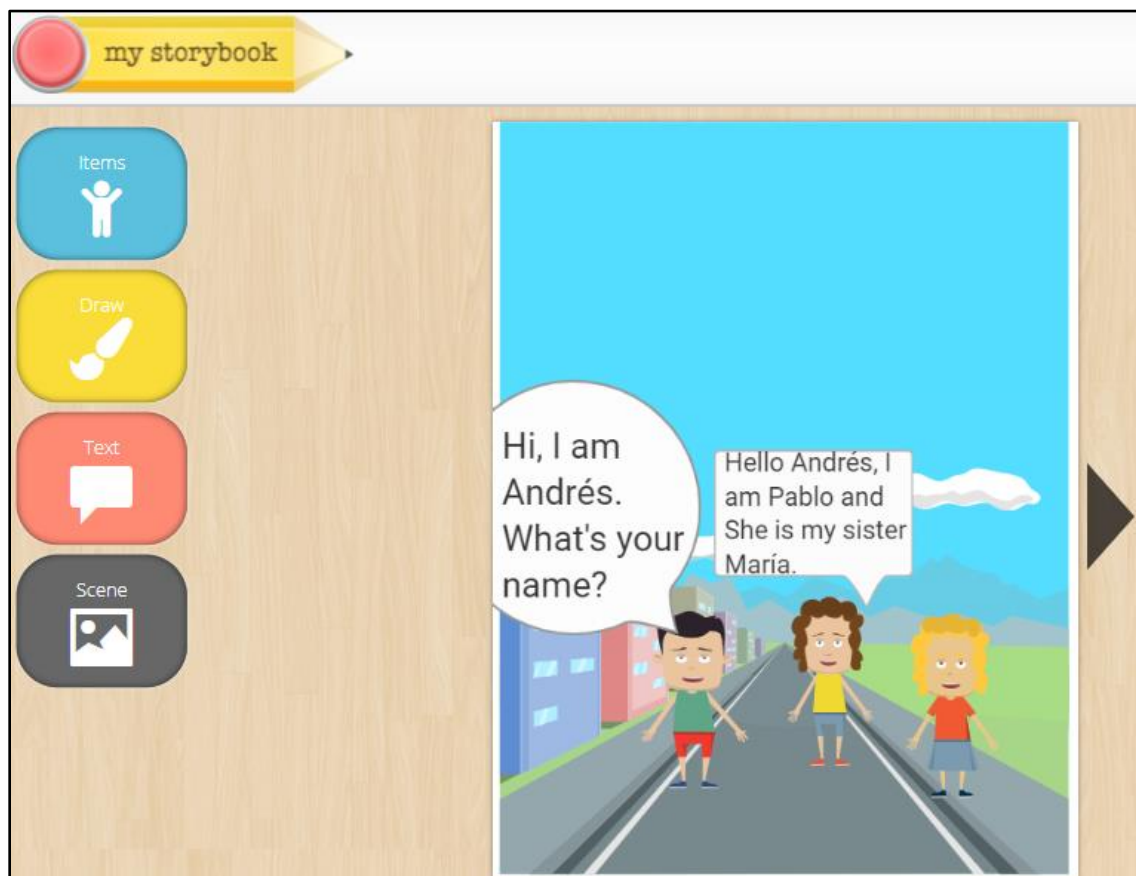 my storybook
Items
Draw
Text
Scene
Hi, I am
Andrés.
What's your
name?
Hello Andrés, I
am Pablo and
She is my sister
María.